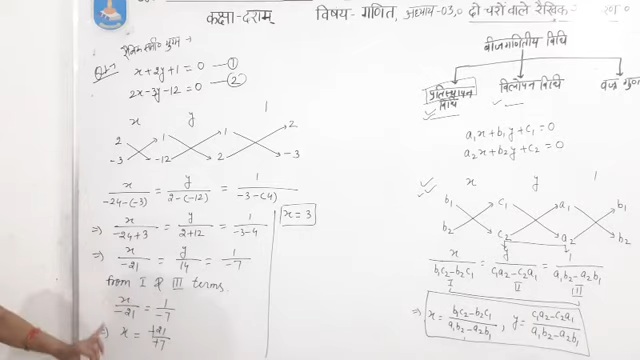 कक्षा-दशम् विषय- गणित, अध्याय-03,0 दो चरों वाले रैखिक
Q.1→
x+2y+1=0 —①
2x-3y-12=0 —②
x y 1
2 1 1 2
-3 -12 2 -3
x/-24-(-3) = y/2-(-12) = 1/-3-(4)
⇒ x/-24+3 = y/2+12 = 1/-3-4
⇒ x/-21 = y/14 = 1/-7
from I & III terms.
x/-21 = 1/-7
⇒ x = +21/+7
x=3
बीजगणितीय विधि
प्रतिस्थापन विधि
विलोपन विधि
वज्र गुण
a₁x+b₁y+c₁=0
a₂x+b₂y+c₂=0
x y 1
b₁ c₁ a₁ b₁
b₂ c₂ a₂ b₂
x/b₁c₂-b₂c₁ = y/c₁a₂-c₂a₁ = 1/a₁b₂-a₂b₁
I II III
⇒ x = b₁c₂-b₂c₁/a₁b₂-a₂b₁, y = c₁a₂-c₂a₁/a₁b₂-a₂b₁